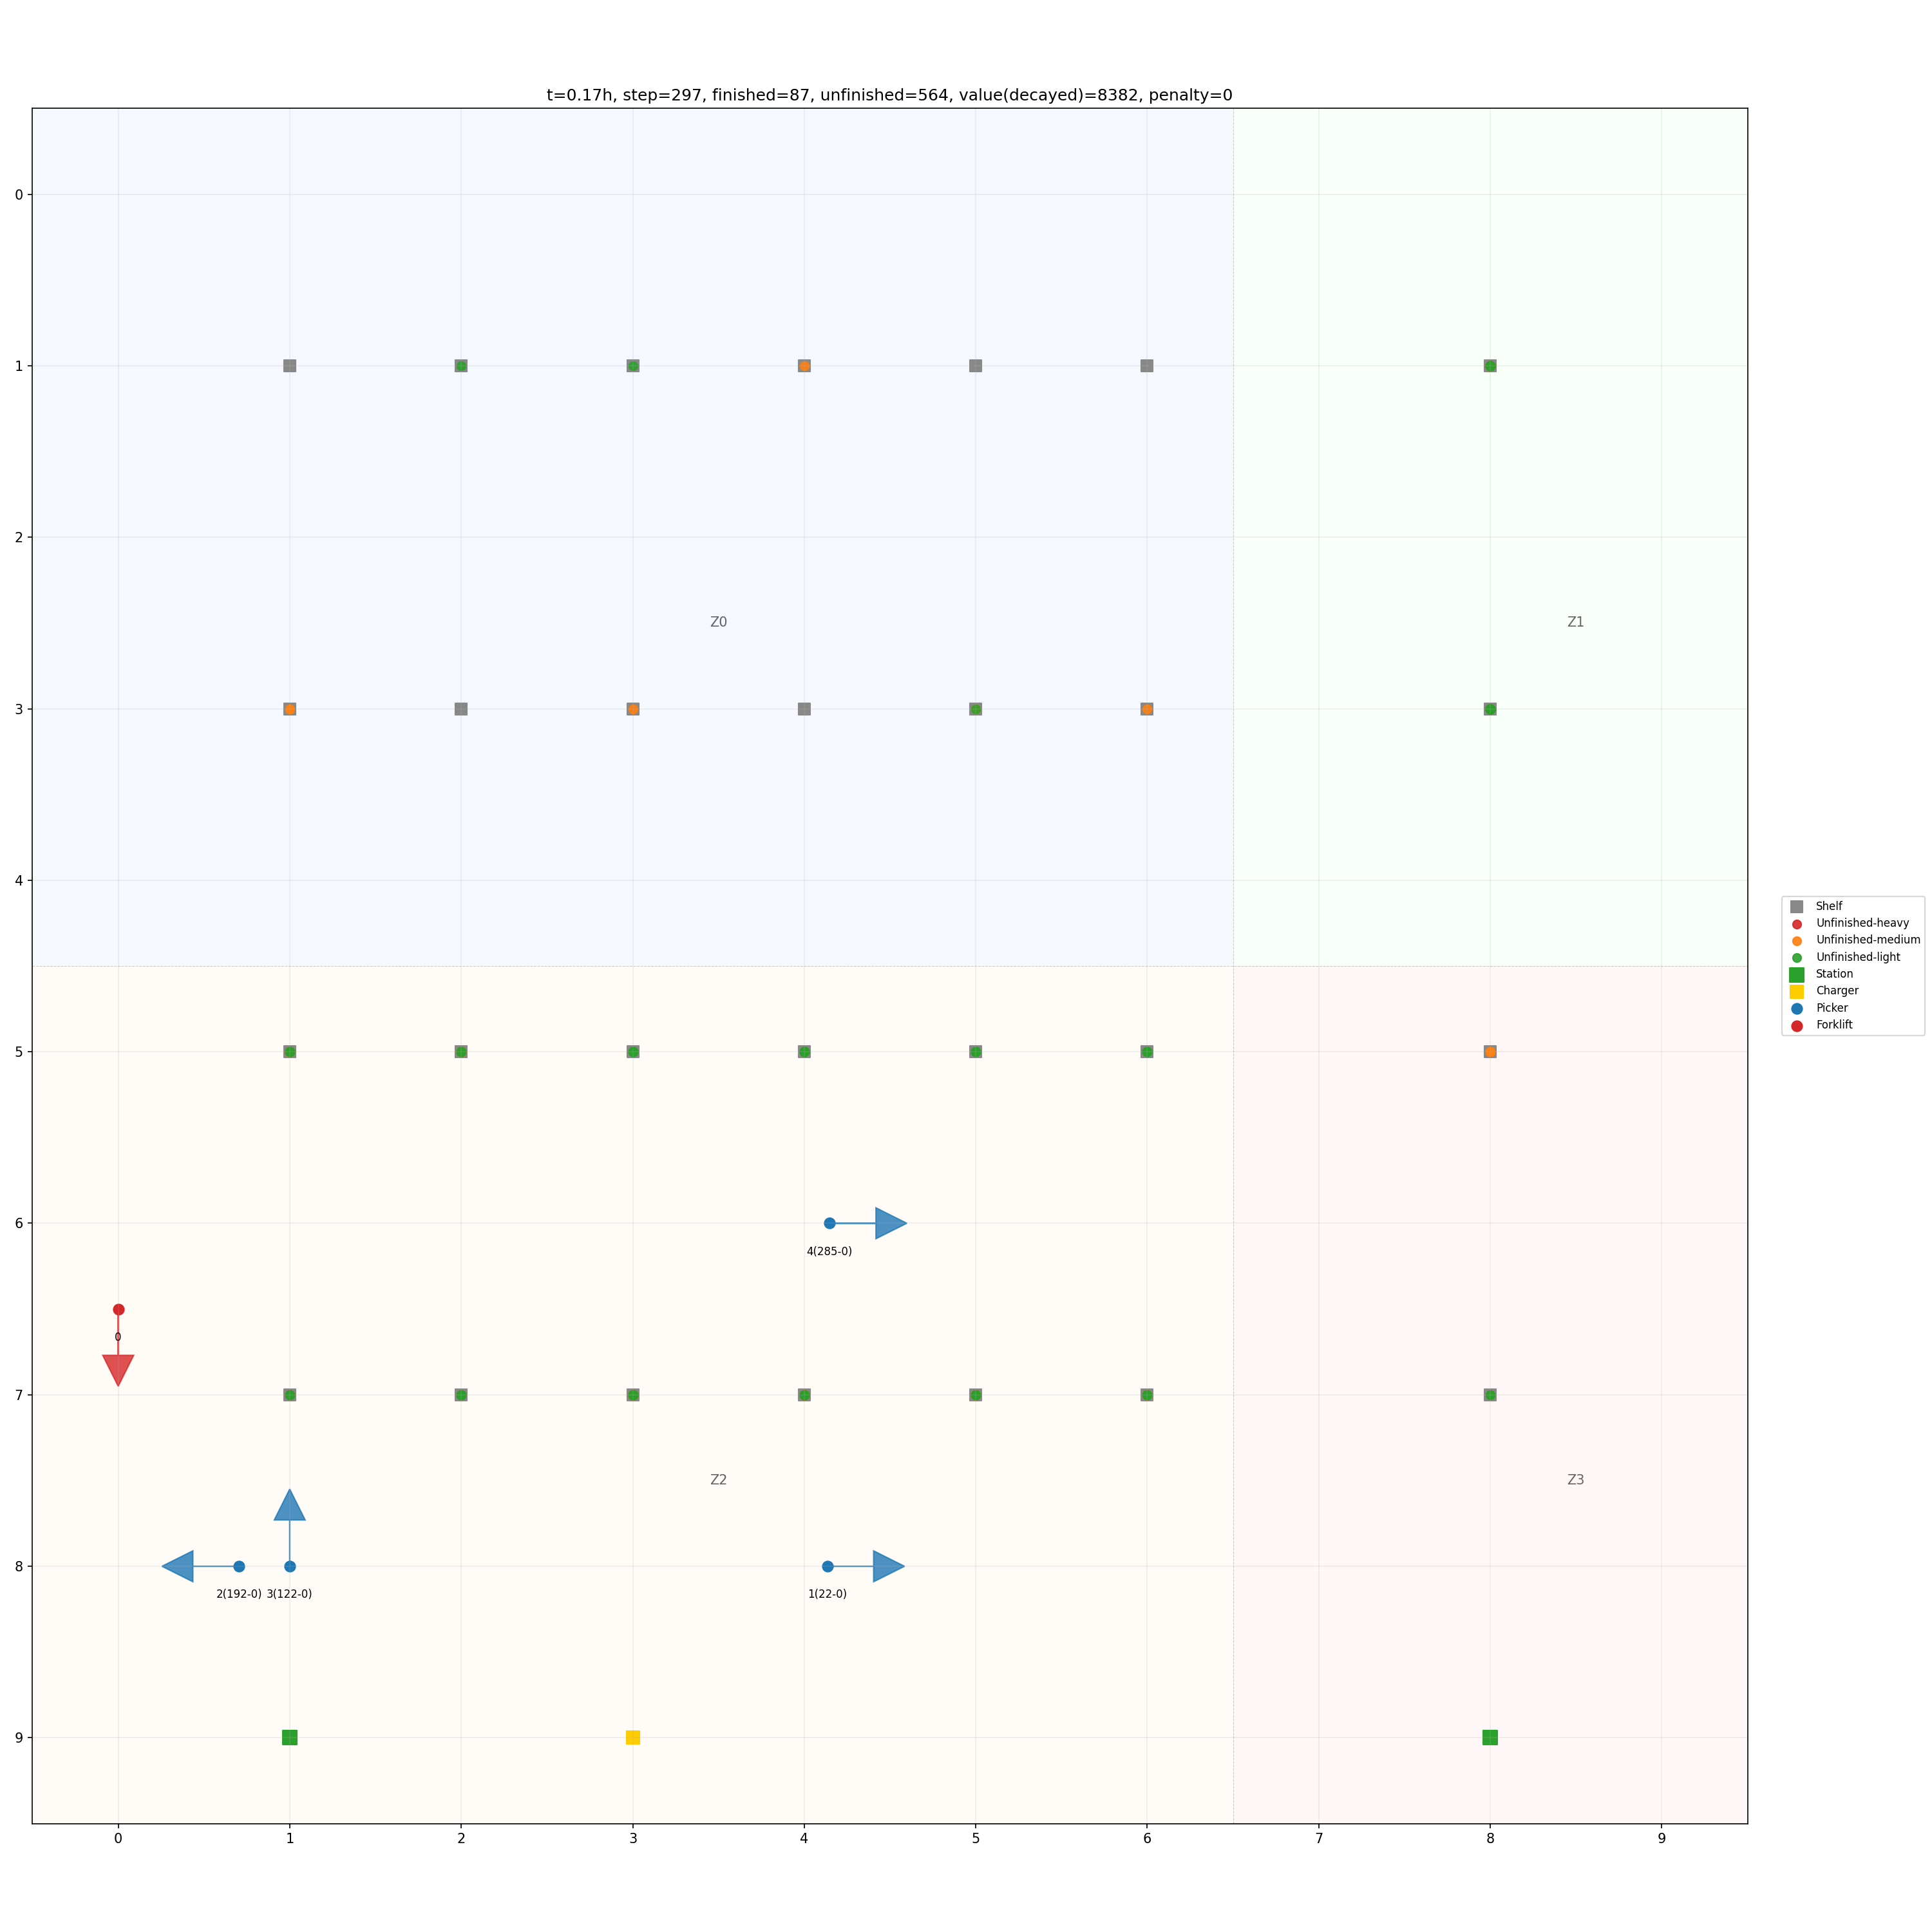 t=0.17h, step=297, finished=87, unfinished=564, value(decayed)=8382, penalty=0
0
1
2
Z0
Z1
3
4
Shelf
Unfinished-heavy
Unfinished-medium
Unfinished-light
Station
Charger
Picker
Forklift
5
6
4(285-0)
0
7
Z2
Z3
8
2(192-0)
3(122-0)
1(22-0)
9
0 1 2 3 4 5 6 7 8 9